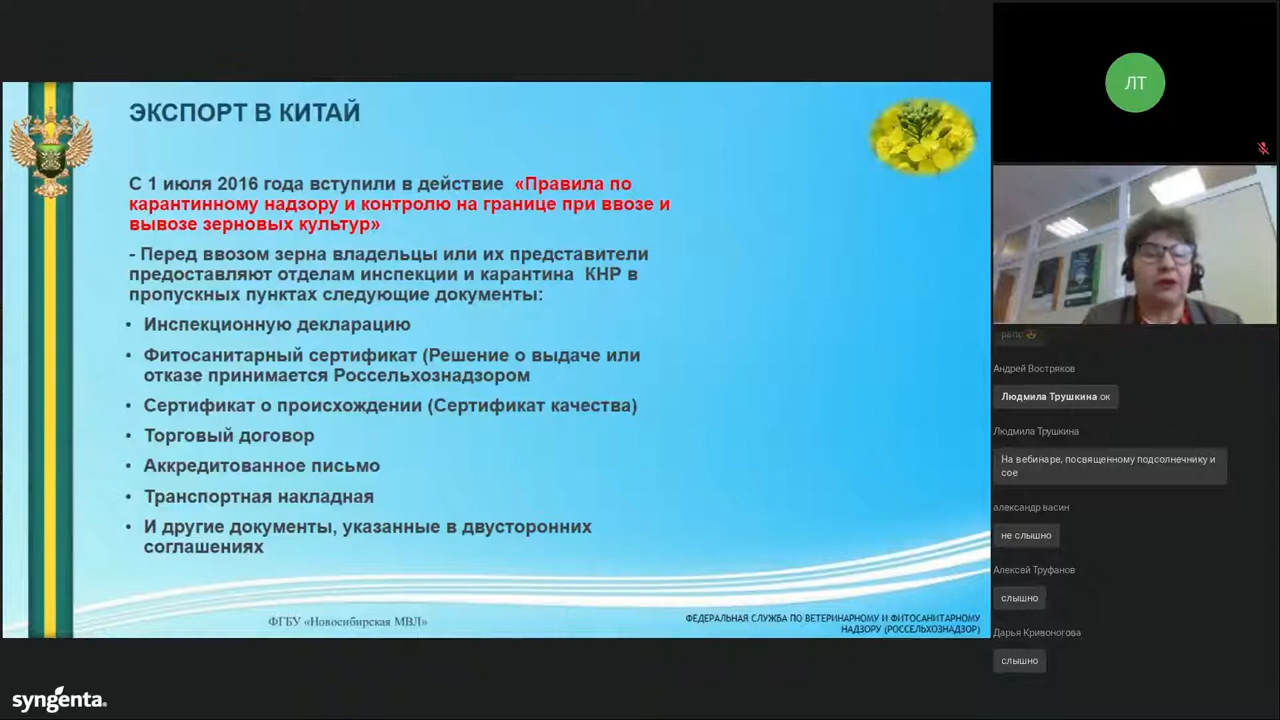 ЭКСПОРТ В КИТАЙ
С 1 июля 2016 года вступили в действие «Правила по
карантинному надзору и контролю на границе при ввозе и
вывозе зерновых культур»
- Перед ввозом зерна владельцы или их представители
предоставляют отделам инспекции и карантина КНР в
пропускных пунктах следующие документы:
• Инспекционную декларацию
• Фитосанитарный сертификат (Решение о выдаче или
отказе принимается Россельхознадзором
• Сертификат о происхождении (Сертификат качества)
• Торговый договор
• Аккредитованное письмо
• Транспортная накладная
• И другие документы, указанные в двусторонних
соглашениях
ФГБУ «Новосибирская МВЛ»
ФЕДЕРАЛЬНАЯ СЛУЖБА ПО ВЕТЕРИНАРНОМУ И ФИТОСАНИТАРНОМУ
НАДЗОРУ (РОССЕЛЬХОЗНАДЗОР)
syngenta.
ЛТ
рапс
Андрей Востряков
Людмила Трушкина ок
Людмила Трушкина
На вебинаре, посвященному подсолнечнику и
сое
александр васин
не слышно
Алексей Труфанов
слышно
Дарья Кривоногова
слышно